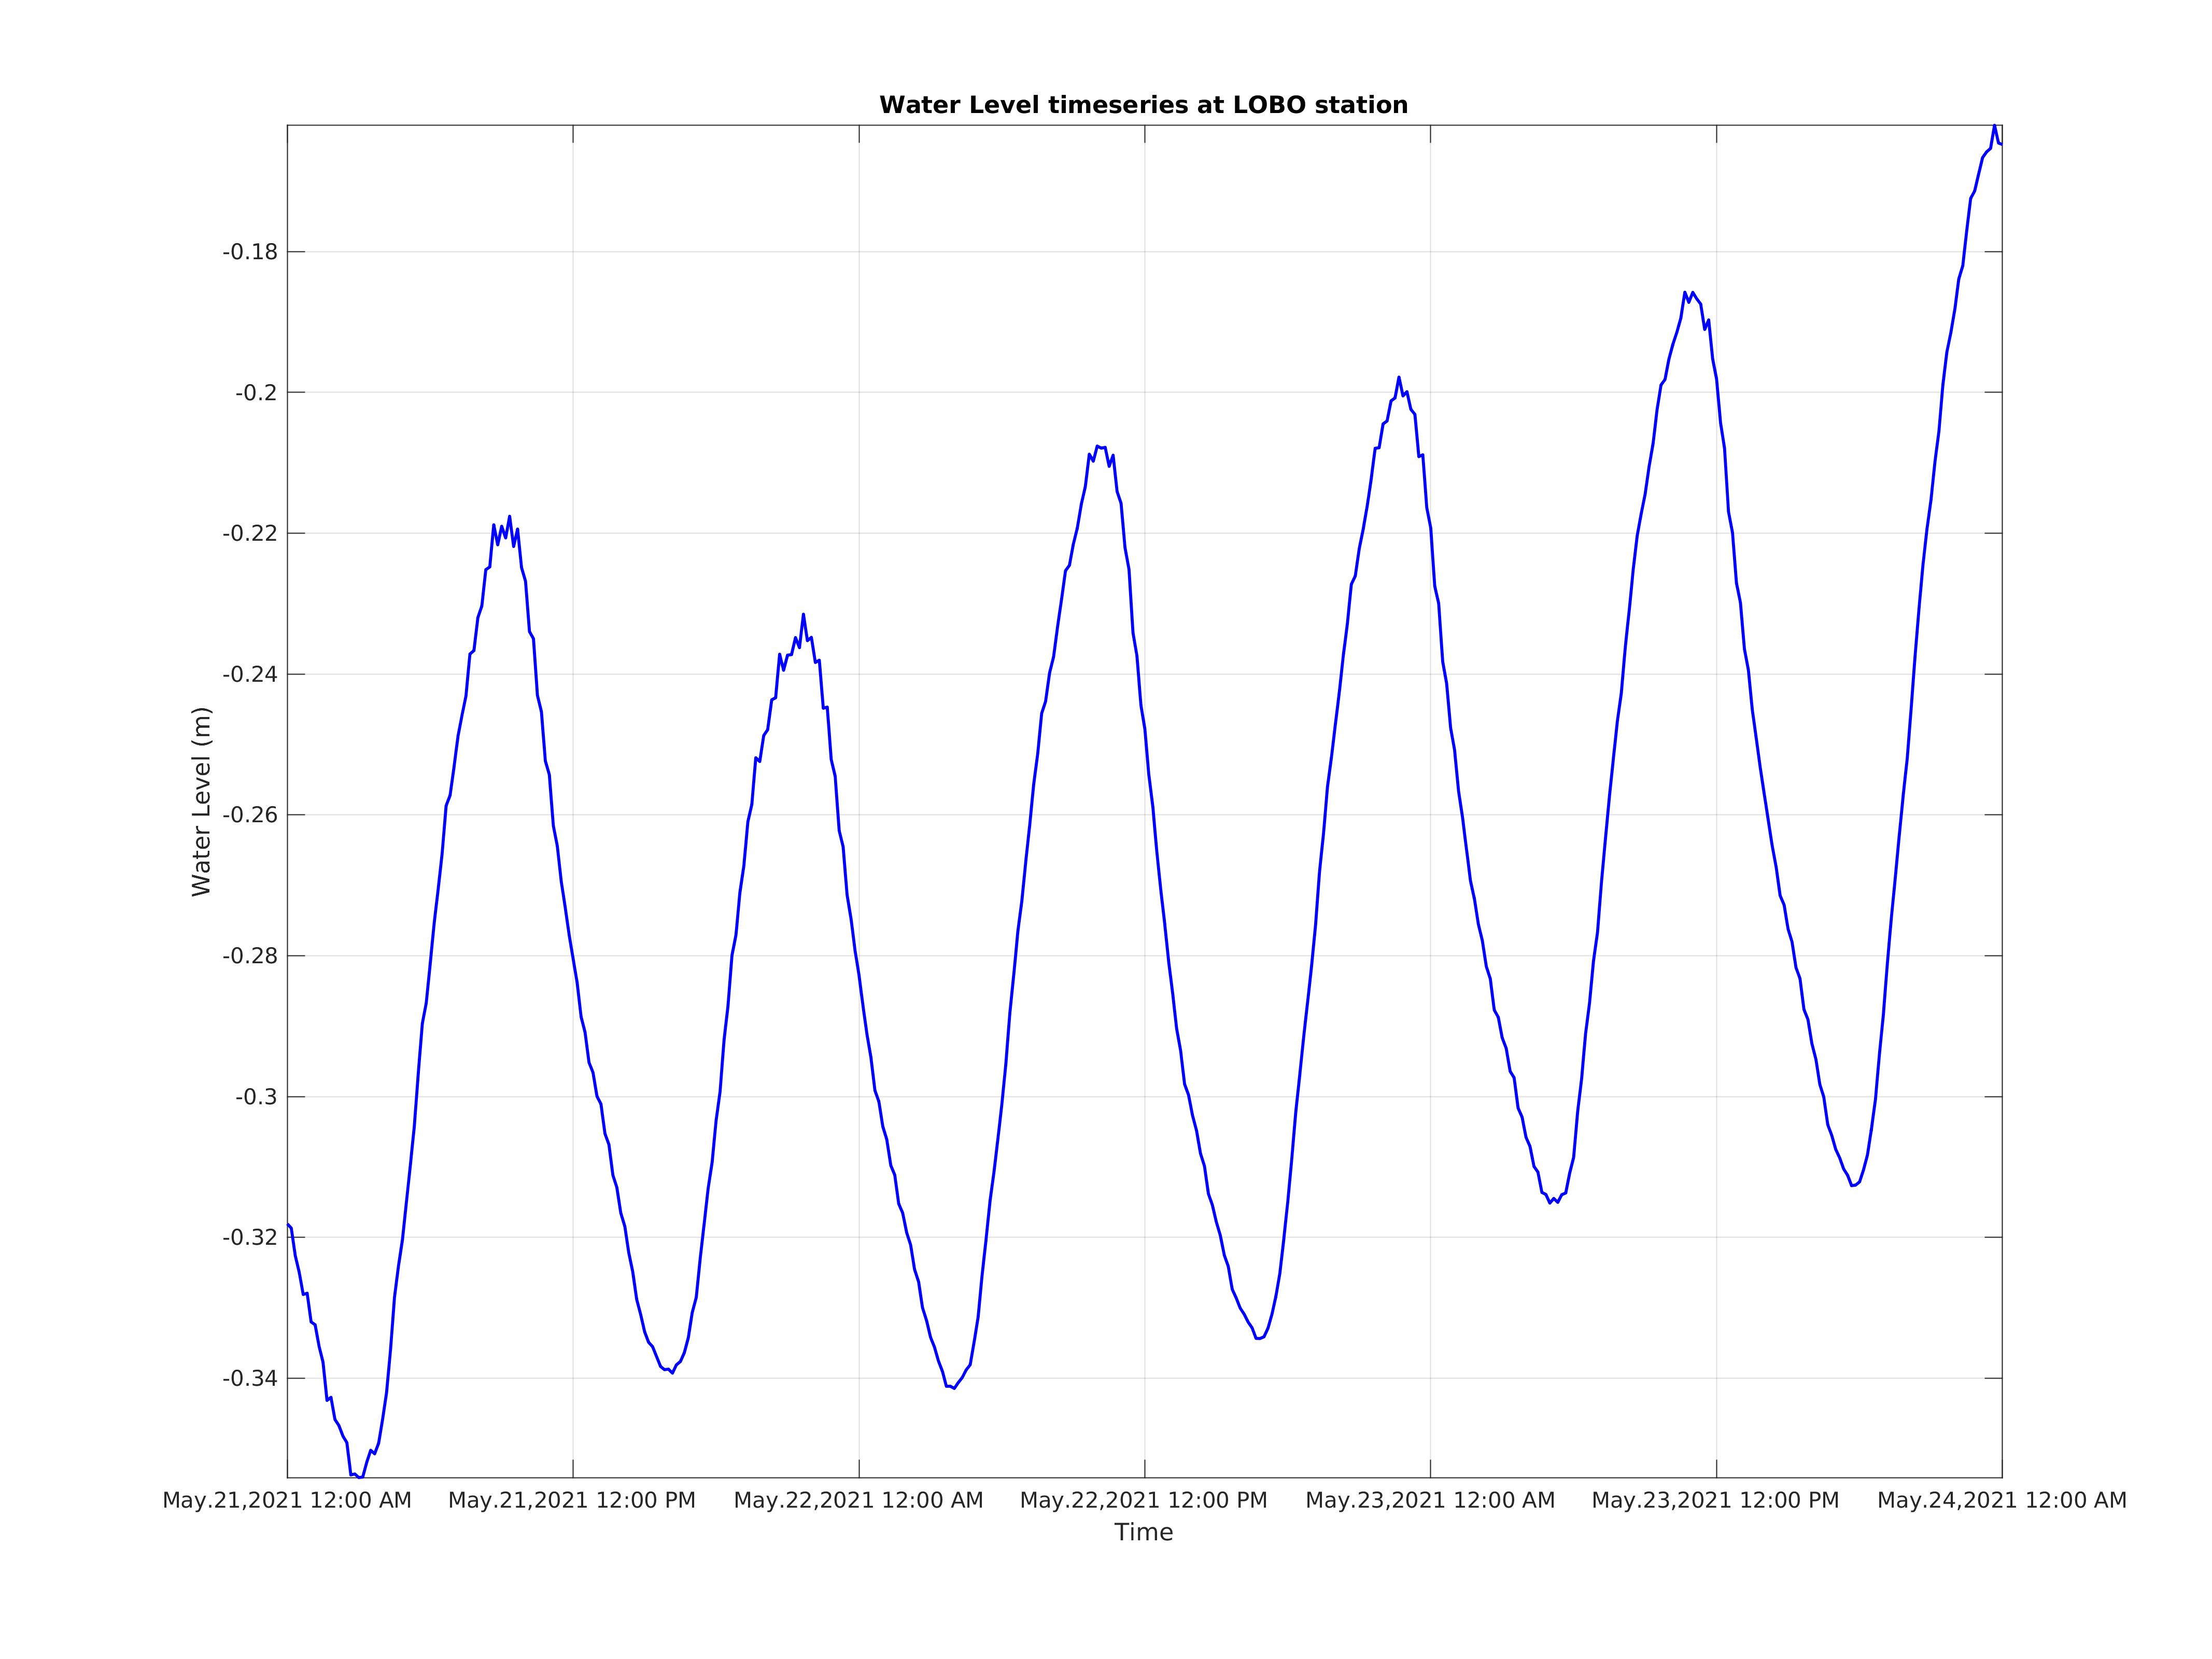 Water Level timeseries at LOBO station
-0.18
-0.2
-0.22
-0.24
-0.26
-0.28
-0.3
-0.32
-0.34
Water Level (m)
May.21,2021 12:00 AM May.21,2021 12:00 PM May.22,2021 12:00 AM May.22,2021 12:00 PM May.23,2021 12:00 AM May.23,2021 12:00 PM May.24,2021 12:00 AM
Time